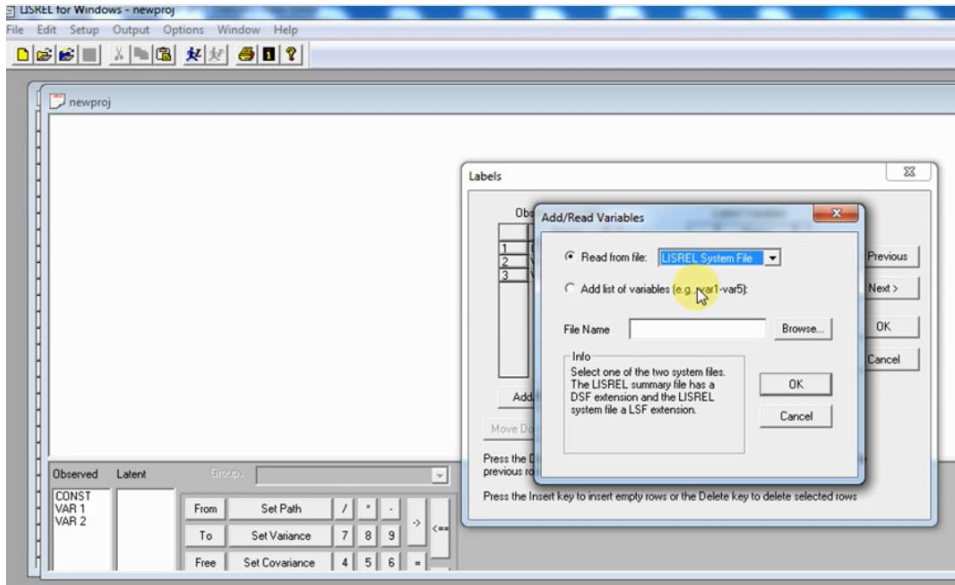 LISREL for Windows - newproj
File Edit Setup Output Options Window Help
newproj
Labels
Add/Read Variables
Read from file: LISREL System File
Add list of variables (e.g., var1-var5):
File Name Browse...
Info
Select one of the two system files.
The LISREL summary file has a
DSF extension and the LISREL
system file a LSF extension.
OK
Cancel
1
2
3
Previous
Next >
OK
Cancel
Press the
Press the Insert key to insert empty rows or the Delete key to delete selected rows
Observed Latent Groups:
CONST
VAR 1
VAR 2
From Set Path / * - -> <==
To Set Variance 7 8 9
Free Set Covariance 4 5 6 =